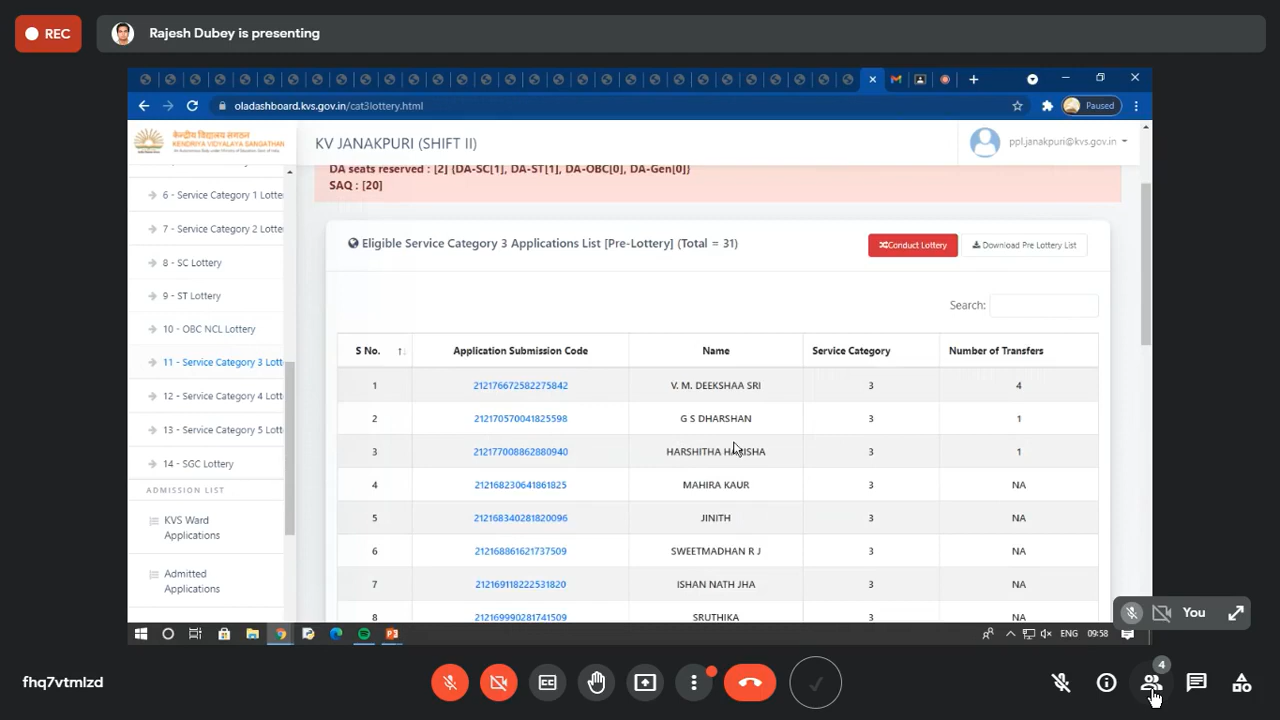 REC
Rajesh Dubey is presenting
oladashboard.kvs.gov.in/cat3lottery.html
Paused
केन्द्रीय विद्यालय संगठन
KENDRIYA VIDYALAYA SANGATHAN
KV JANAKPURI (SHIFT II)
ppl.janakpuri@kvs.gov.in
6 - Service Category 1 Lotte
7 - Service Category 2 Lotte
8 - SC Lottery
9 - ST Lottery
10 - OBC NCL Lottery
11 - Service Category 3 Lott
12 - Service Category 4 Lott
13 - Service Category 5 Lott
14 - SGC Lottery
ADMISSION LIST
KVS Ward
Applications
Admitted
Applications
DA seats reserved : [2] (DA-SC[1], DA-ST[1], DA-OBC[0], DA-Gen[0])
SAQ : [20]
Eligible Service Category 3 Applications List [Pre-Lottery] (Total = 31)
Conduct Lottery
Download Pre Lottery List
Search:
S No. Application Submission Code Name Service Category Number of Transfers
1 212176672582275842 V. M. DEEKSHAA SRI 3 4
2 212170570041825598 G S DHARSHAN 3 1
3 212177008862880940 HARSHITHA 3 1
4 212168230641861825 MAHIRA KAUR 3 NA
5 212168340281820096 JINITH 3 NA
6 212168861621737509 SWEETMADHAN R J 3 NA
7 212169118222531820 ISHAN NATH JHA 3 NA
8 212169990281741509 SRUTHIKA 3 NA
ENG 09:58
You
fhq7vtmlzd
4